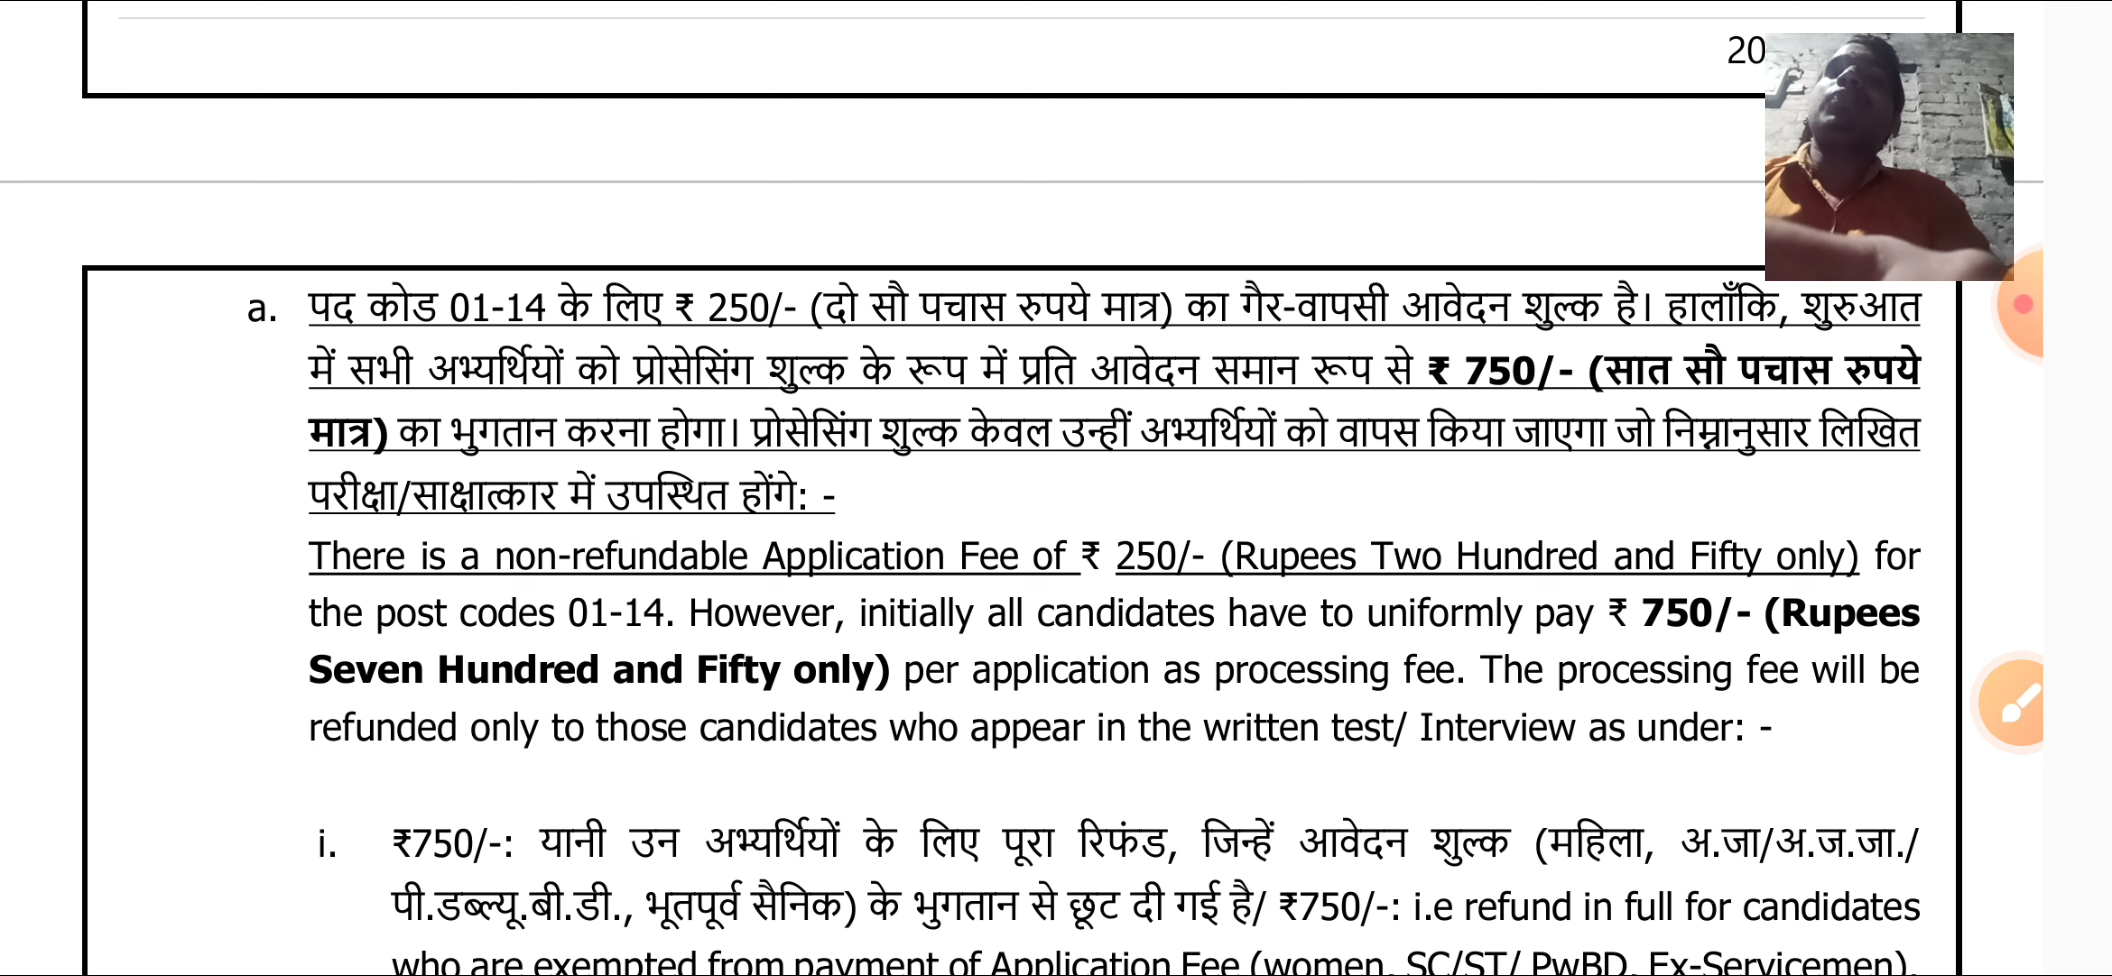 20
a. पद कोड 01-14 के लिए ₹ 250/- (दो सौ पचास रुपये मात्र) का गैर-वापसी आवेदन शुल्क है। हालाँकि, शुरुआत
में सभी अभ्यर्थियों को प्रोसेसिंग शुल्क के रूप में प्रति आवेदन समान रूप से ₹ 750/- (सात सौ पचास रुपये
मात्र) का भुगतान करना होगा। प्रोसेसिंग शुल्क केवल उन्हीं अभ्यर्थियों को वापस किया जाएगा जो निम्नानुसार लिखित
परीक्षा/साक्षात्कार में उपस्थित होंगे: -
There is a non-refundable Application Fee of ₹ 250/- (Rupees Two Hundred and Fifty only) for
the post codes 01-14. However, initially all candidates have to uniformly pay ₹ 750/- (Rupees
Seven Hundred and Fifty only) per application as processing fee. The processing fee will be
refunded only to those candidates who appear in the written test/ Interview as under: -
i. ₹750/-: यानी उन अभ्यर्थियों के लिए पूरा रिफंड, जिन्हें आवेदन शुल्क (महिला, अ.जा/अ.ज.जा./
पी.डब्ल्यू.बी.डी., भूतपूर्व सैनिक) के भुगतान से छूट दी गई है/ ₹750/-: i.e refund in full for candidates
who are exempted from payment of Application Fee (women, SC/ST/ PwBD, Ex-Servicemen).